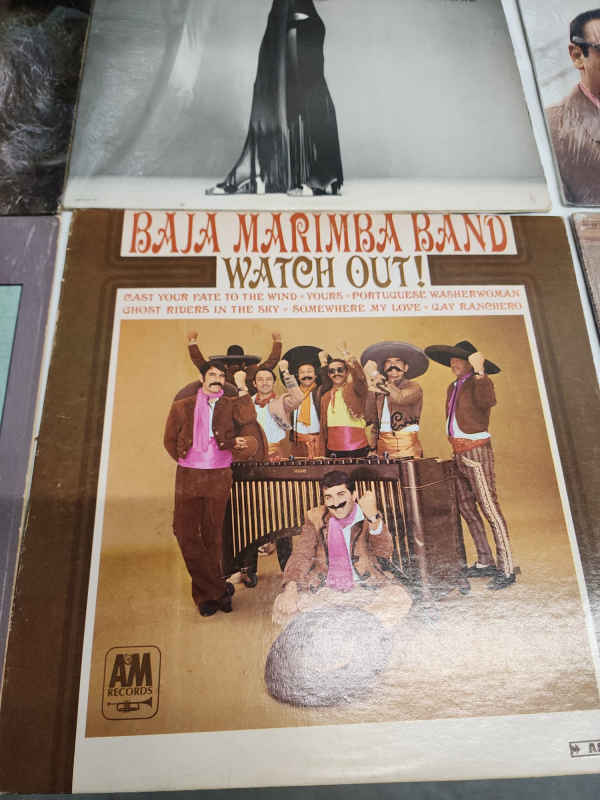 BAJA MARIMBA BAND
WATCH OUT!
CAST YOUR FATE TO THE WIND • YOURS • PORTUGUESE WASHERWOMAN
GHOST RIDERS IN THE SKY • SOMEWHERE MY LOVE • GAY RANCHERO
A&M
RECORDS